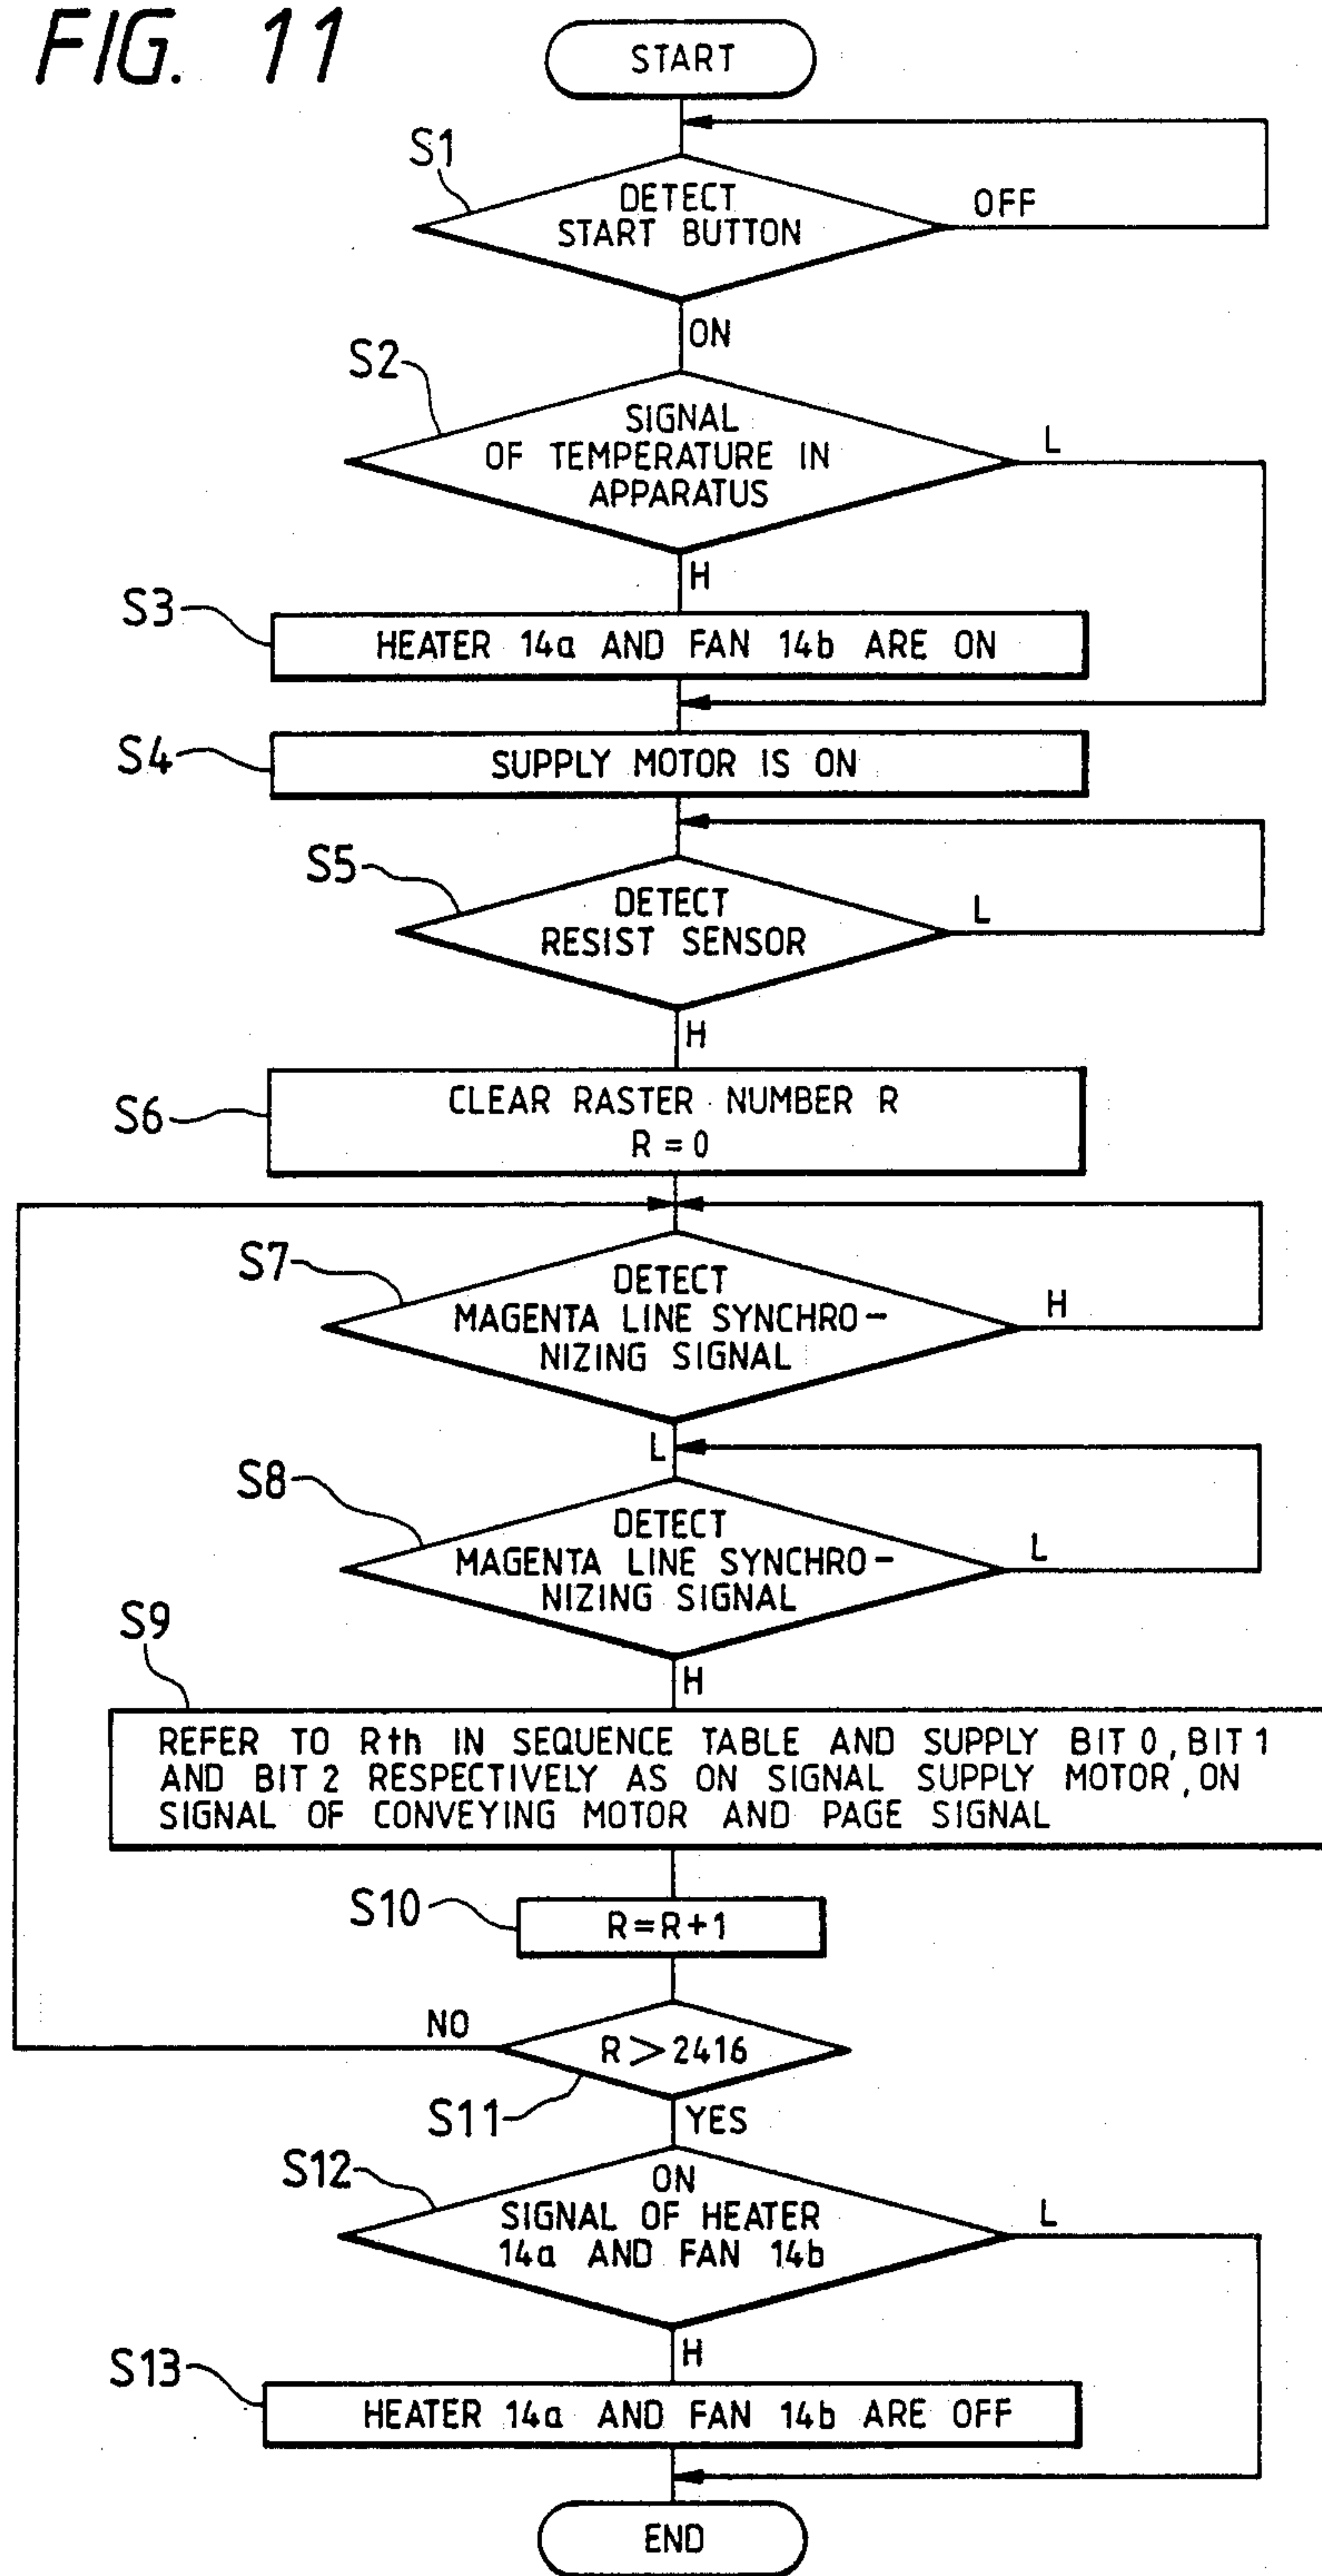 FIG. 11
START
S1
DETECT
START BUTTON
OFF
ON
S2
SIGNAL
OF TEMPERATURE IN
APPARATUS
L
H
S3
HEATER 14a AND FAN 14b ARE ON
S4
SUPPLY MOTOR IS ON
S5
DETECT
RESIST SENSOR
L
H
S6
CLEAR RASTER NUMBER R
R = 0
S7
DETECT
MAGENTA LINE SYNCHRO-
NIZING SIGNAL
H
L
S8
DETECT
MAGENTA LINE SYNCHRO-
NIZING SIGNAL
L
H
S9
REFER TO Rth IN SEQUENCE TABLE AND SUPPLY BIT 0, BIT 1
AND BIT 2 RESPECTIVELY AS ON SIGNAL SUPPLY MOTOR, ON
SIGNAL OF CONVEYING MOTOR AND PAGE SIGNAL
S10
R=R+1
NO
R>2416
S11
YES
S12
ON
SIGNAL OF HEATER
14a AND FAN 14b
L
H
S13
HEATER 14a AND FAN 14b ARE OFF
END